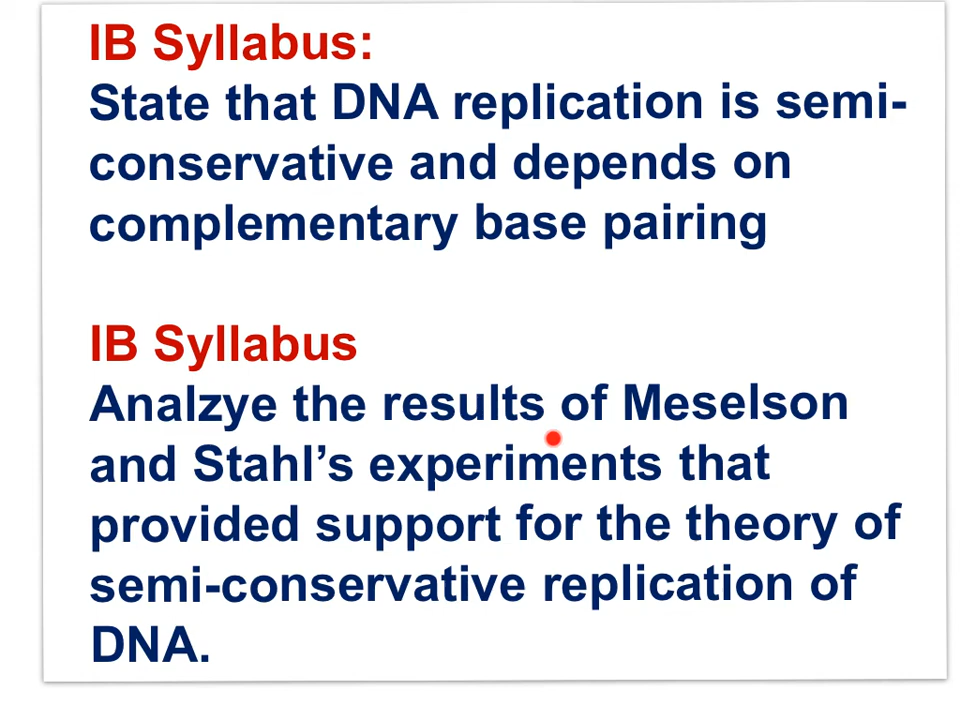 IB Syllabus:
State that DNA replication is semi-
conservative and depends on
complementary base pairing
IB Syllabus
Analzye the results of Meselson
and Stahl’s experiments that
provided support for the theory of
semi-conservative replication of
DNA.